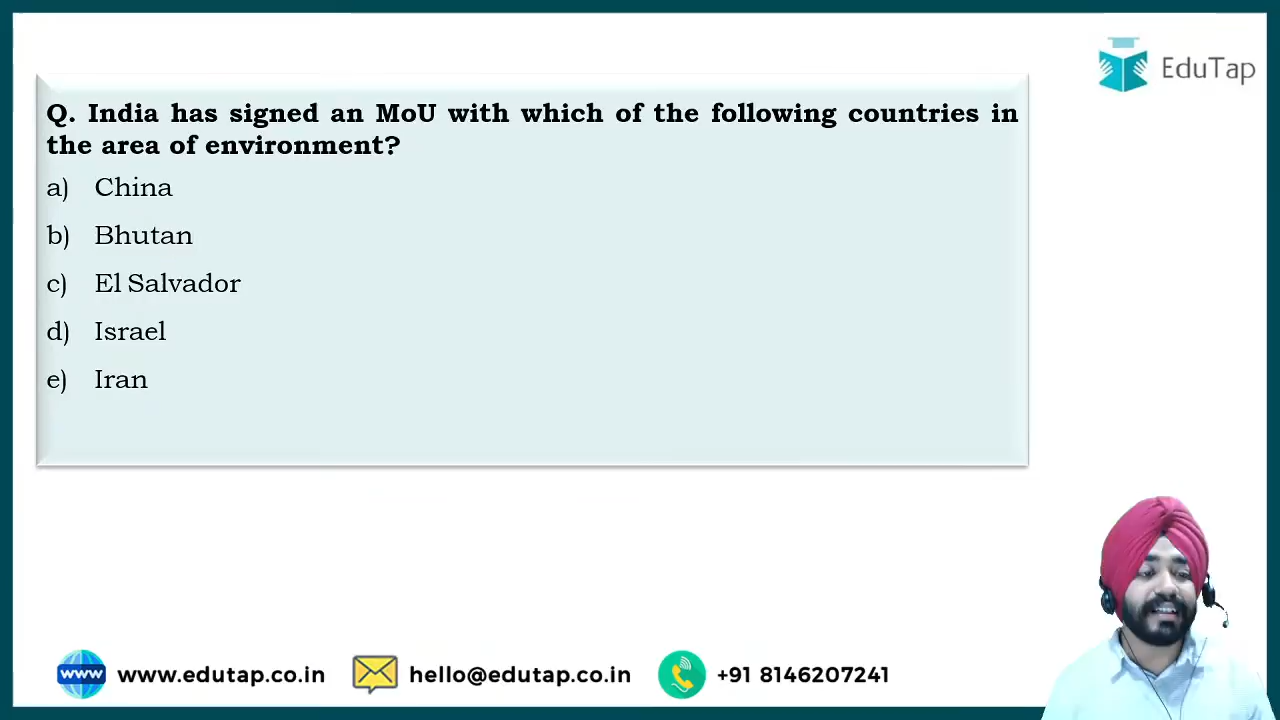 EduTap
Q. India has signed an MoU with which of the following countries in
the area of environment?
a) China
b) Bhutan
c) El Salvador
d) Israel
e) Iran
www
www.edutap.co.in
hello@edutap.co.in
+91 8146207241